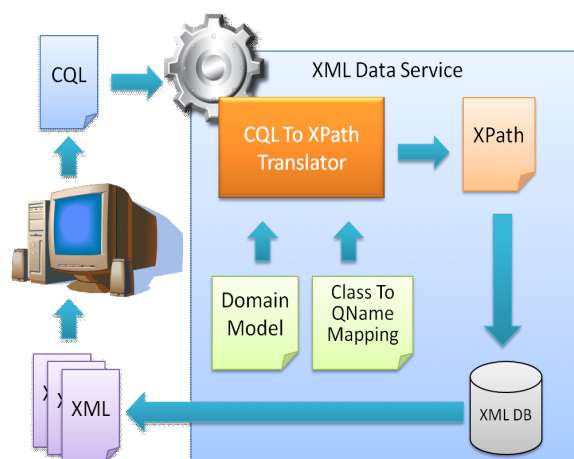 CQL
XML Data Service
CQL To XPath
Translator
XPath
Domain
Model
Class To
QName
Mapping
X
X
XML
XML DB